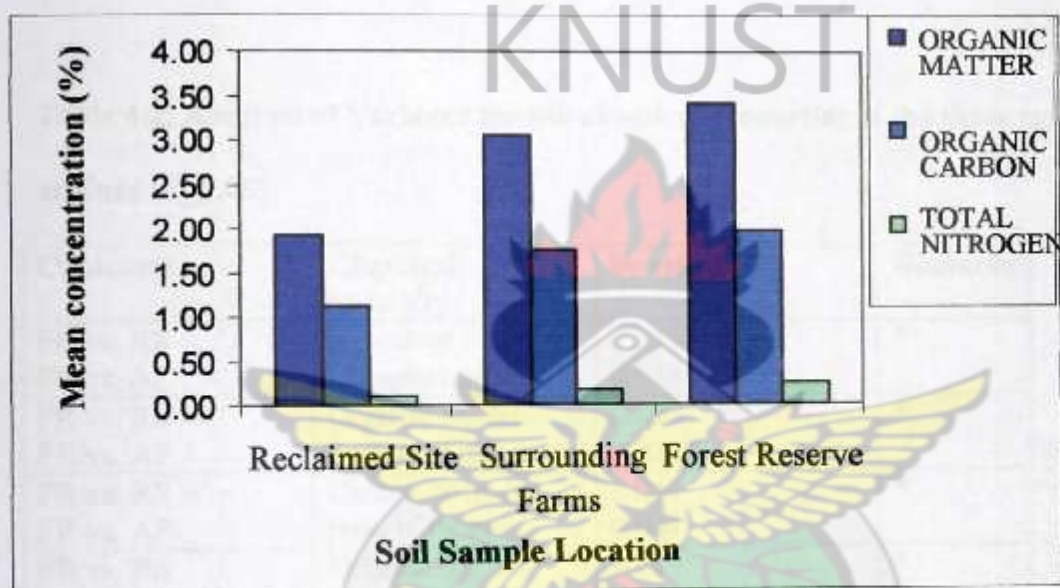 KNUST
4.00
3.50
3.00
2.50
2.00
1.50
1.00
0.50
0.00
Mean concentration (%)
Reclaimed Site Surrounding Forest Reserve
Farms
Soil Sample Location
ORGANIC
MATTER
ORGANIC
CARBON
TOTAL
NITROGEN